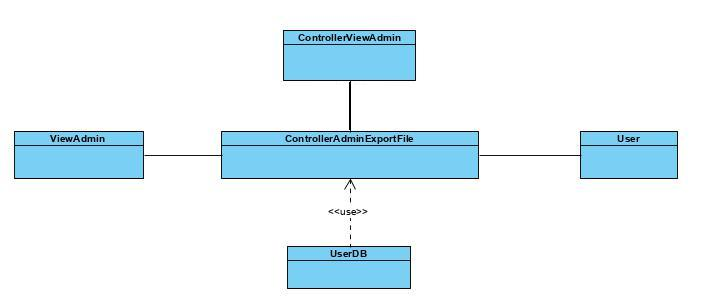 ControllerViewAdmin
ViewAdmin
ControllerAdminExportFile
User
<<use>>
UserDB